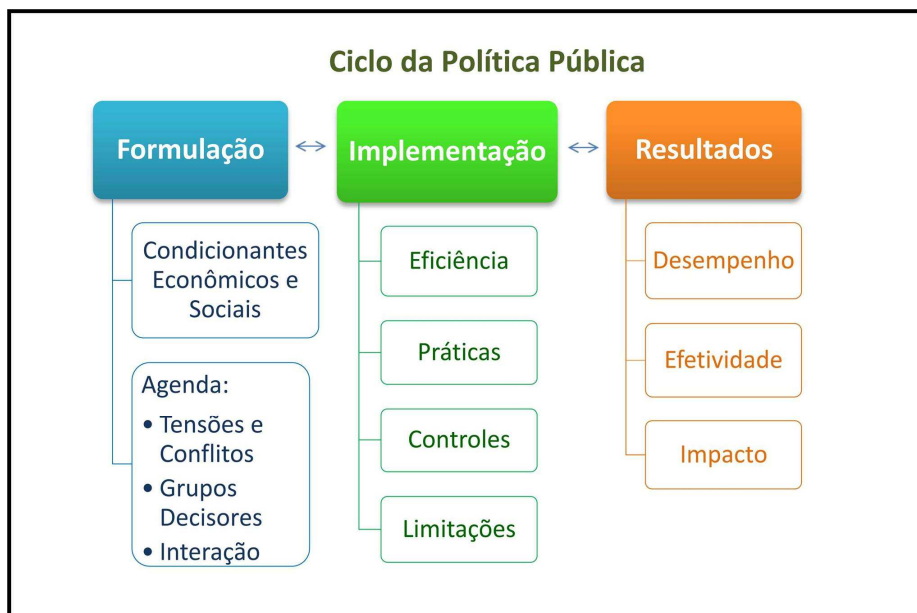 Ciclo da Política Pública
Formulação
Condicionantes
Econômicos e
Sociais
Agenda:
• Tensões e
Conflitos
• Grupos
Decisores
• Interação
Implementação
Eficiência
Práticas
Controles
Limitações
Resultados
Desempenho
Efetividade
Impacto